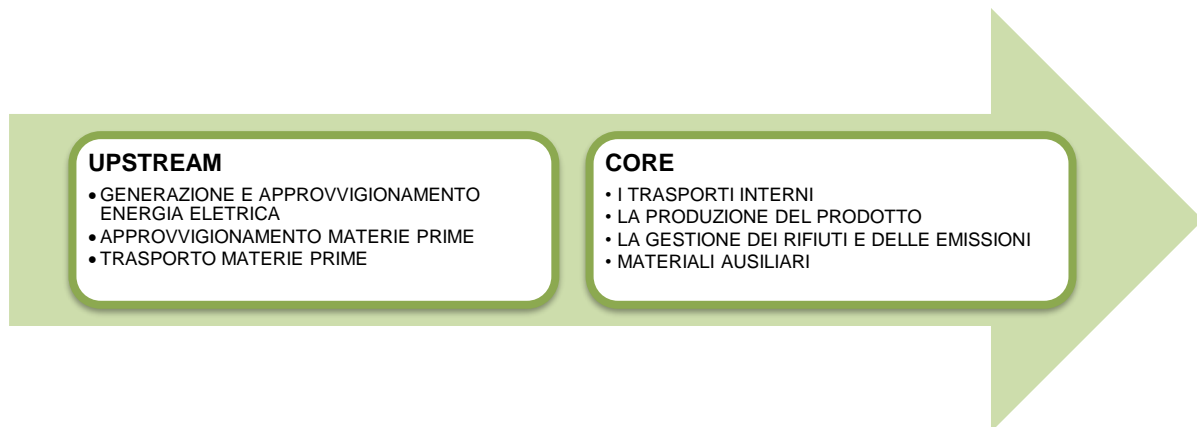 UPSTREAM
• GENERAZIONE E APPROVVIGIONAMENTO
ENERGIA ELETRICA
• APPROVVIGIONAMENTO MATERIE PRIME
• TRASPORTO MATERIE PRIME
CORE
• I TRASPORTI INTERNI
• LA PRODUZIONE DEL PRODOTTO
• LA GESTIONE DEI RIFIUTI E DELLE EMISSIONI
• MATERIALI AUSILIARI